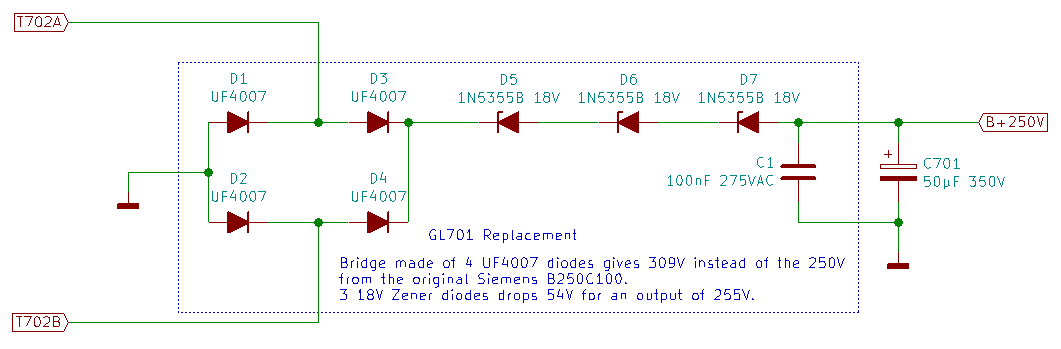 T702A
D1
UF4007
D3
UF4007
D5
1N5355B 18V
D6
1N5355B 18V
D7
1N5355B 18V
B+250V
D2
UF4007
D4
UF4007
C1
100nF 275VAC
+
C701
50µF 350V
GL701 Replacement
Bridge made of 4 UF4007 diodes gives 309V instead of the 250V
from the original Siemens B250C100.
3 18V Zener diodes drops 54V for an output of 255V.
T702B